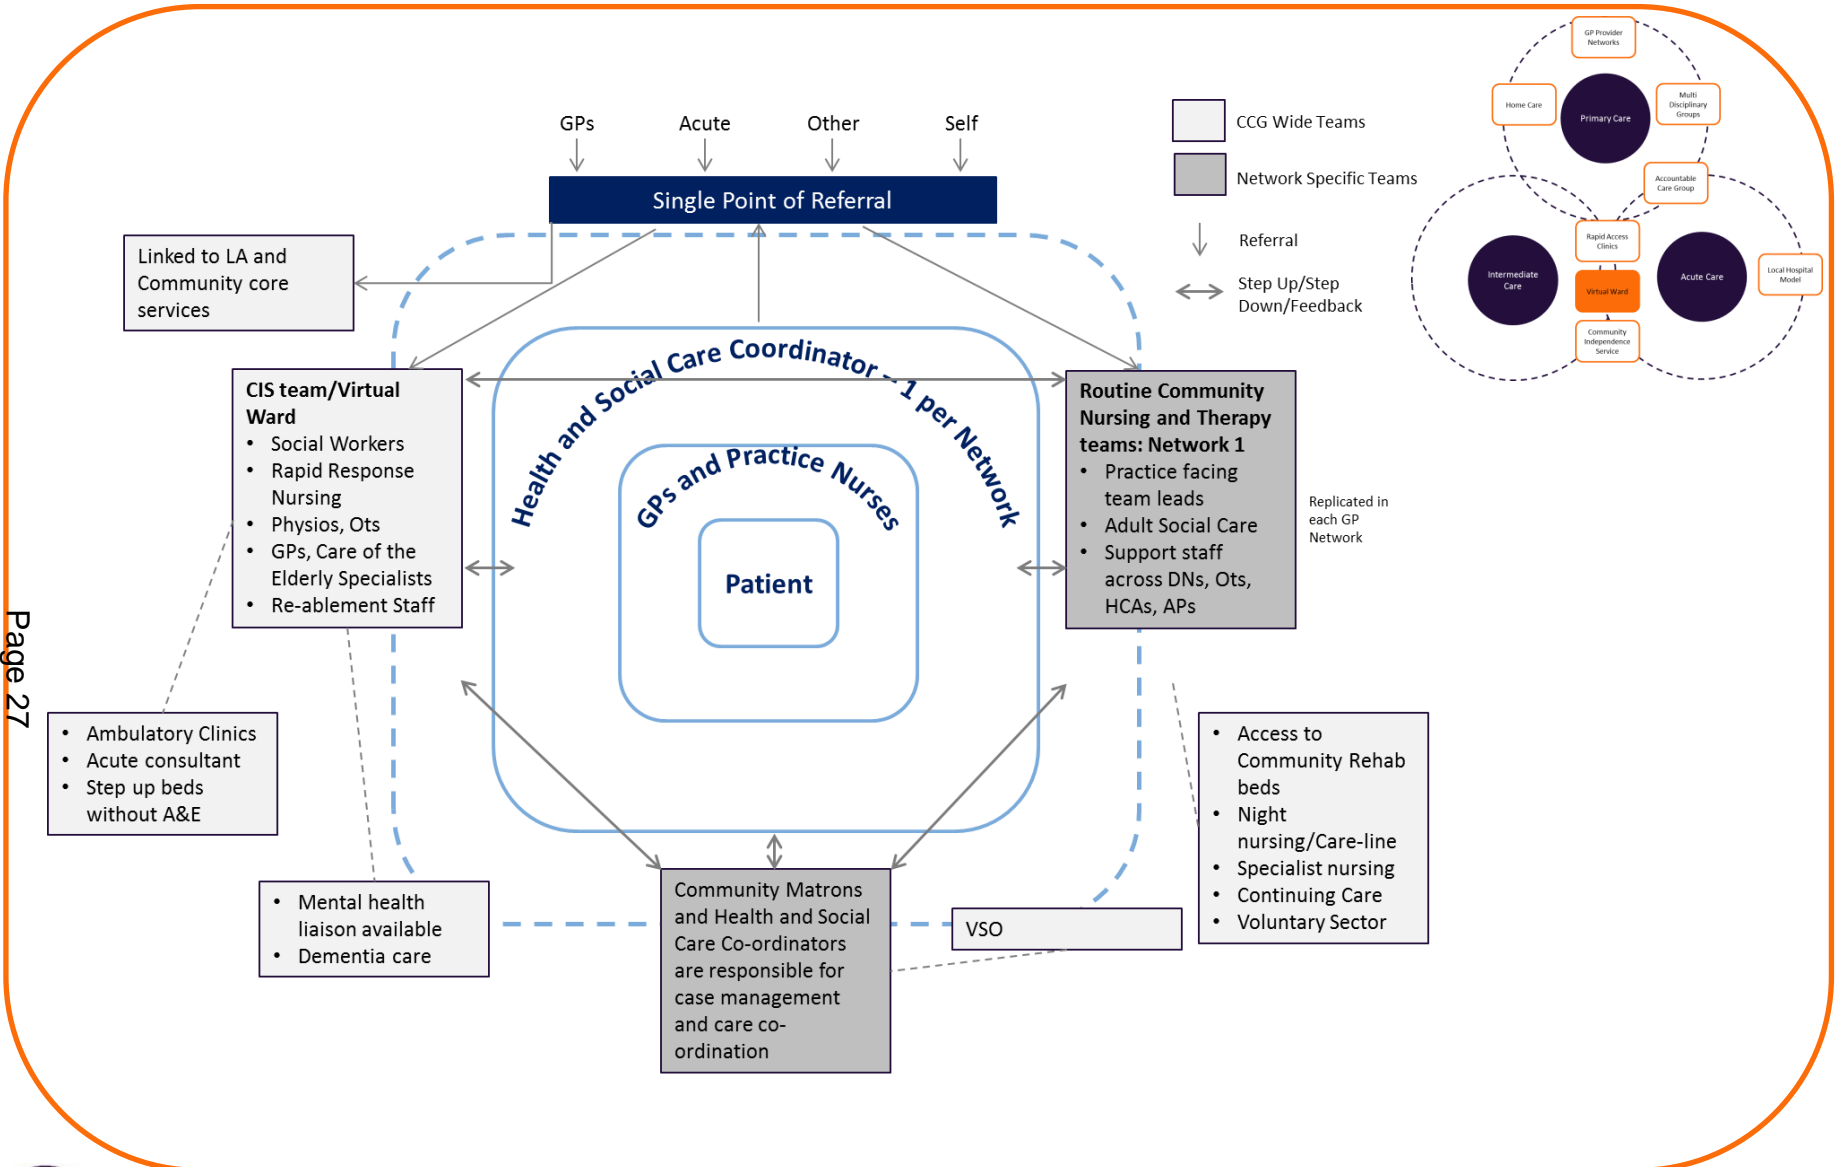 GPs
Acute
Other
Self
Single Point of Referral
CCG Wide Teams
Network Specific Teams
Referral
Step Up/Step
Down/Feedback
GP Provider
Networks
Home Care
Primary Care
Multi
Disciplinary
Groups
Accountable
Care Group
Rapid Access
Clinics
Intermediate
Care
Virtual Ward
Acute Care
Local Hospital
Model
Community
Independence
Service
Linked to LA and
Community core
services
Health and Social Care Coordinator – 1 per Network
GPs and Practice Nurses
Patient
CIS team/Virtual
Ward
• Social Workers
• Rapid Response
Nursing
• Physios, Ots
• GPs, Care of the
Elderly Specialists
• Re-ablement Staff
Routine Community
Nursing and Therapy
teams: Network 1
• Practice facing
team leads
• Adult Social Care
• Support staff
across DNs, Ots,
HCAs, APs
Replicated in
each GP
Network
Page 27
• Ambulatory Clinics
• Acute consultant
• Step up beds
without A&E
• Mental health
liaison available
• Dementia care
Community Matrons
and Health and Social
Care Co-ordinators
are responsible for
case management
and care co-
ordination
VSO
• Access to
Community Rehab
beds
• Night
nursing/Care-line
• Specialist nursing
• Continuing Care
• Voluntary Sector